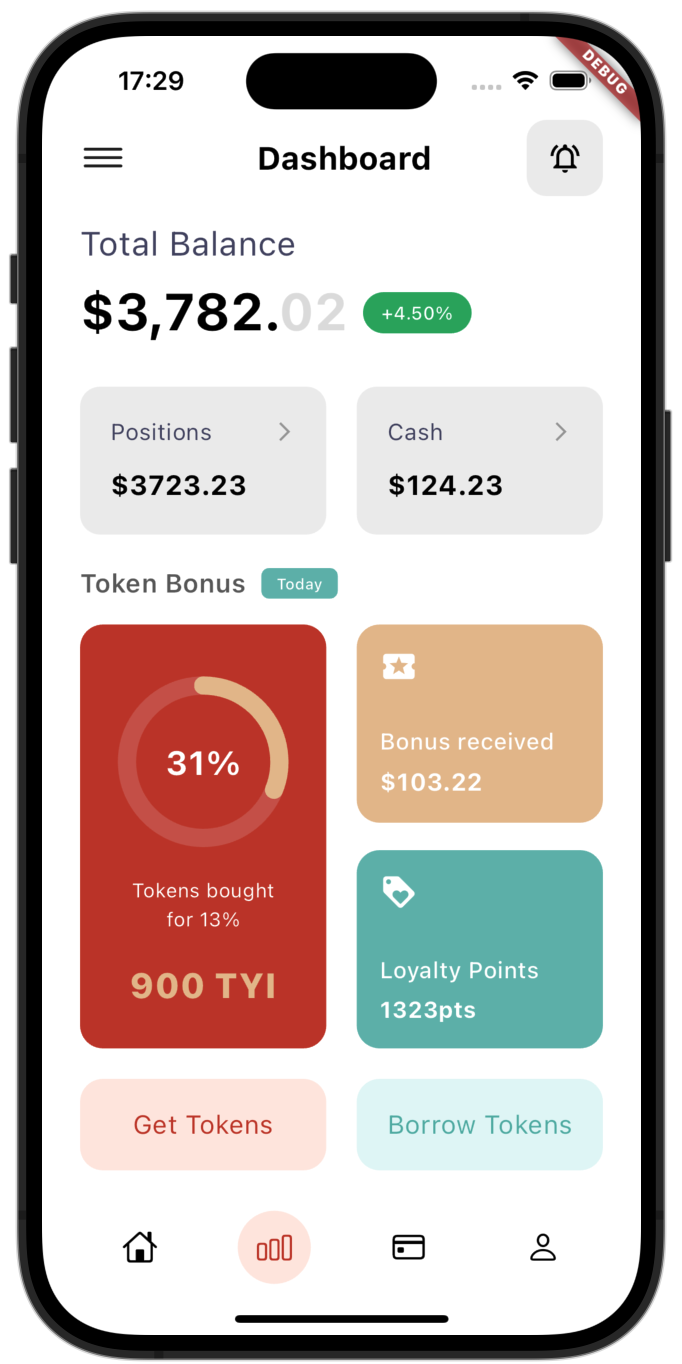 17:29
DEBUG
Dashboard
Total Balance
$3,782.02 +4.50%
Positions
$3723.23
Cash
$124.23
Token Bonus Today
31%
Tokens bought
for 13%
900 TYI
Bonus received
$103.22
Loyalty Points
1323pts
Get Tokens
Borrow Tokens